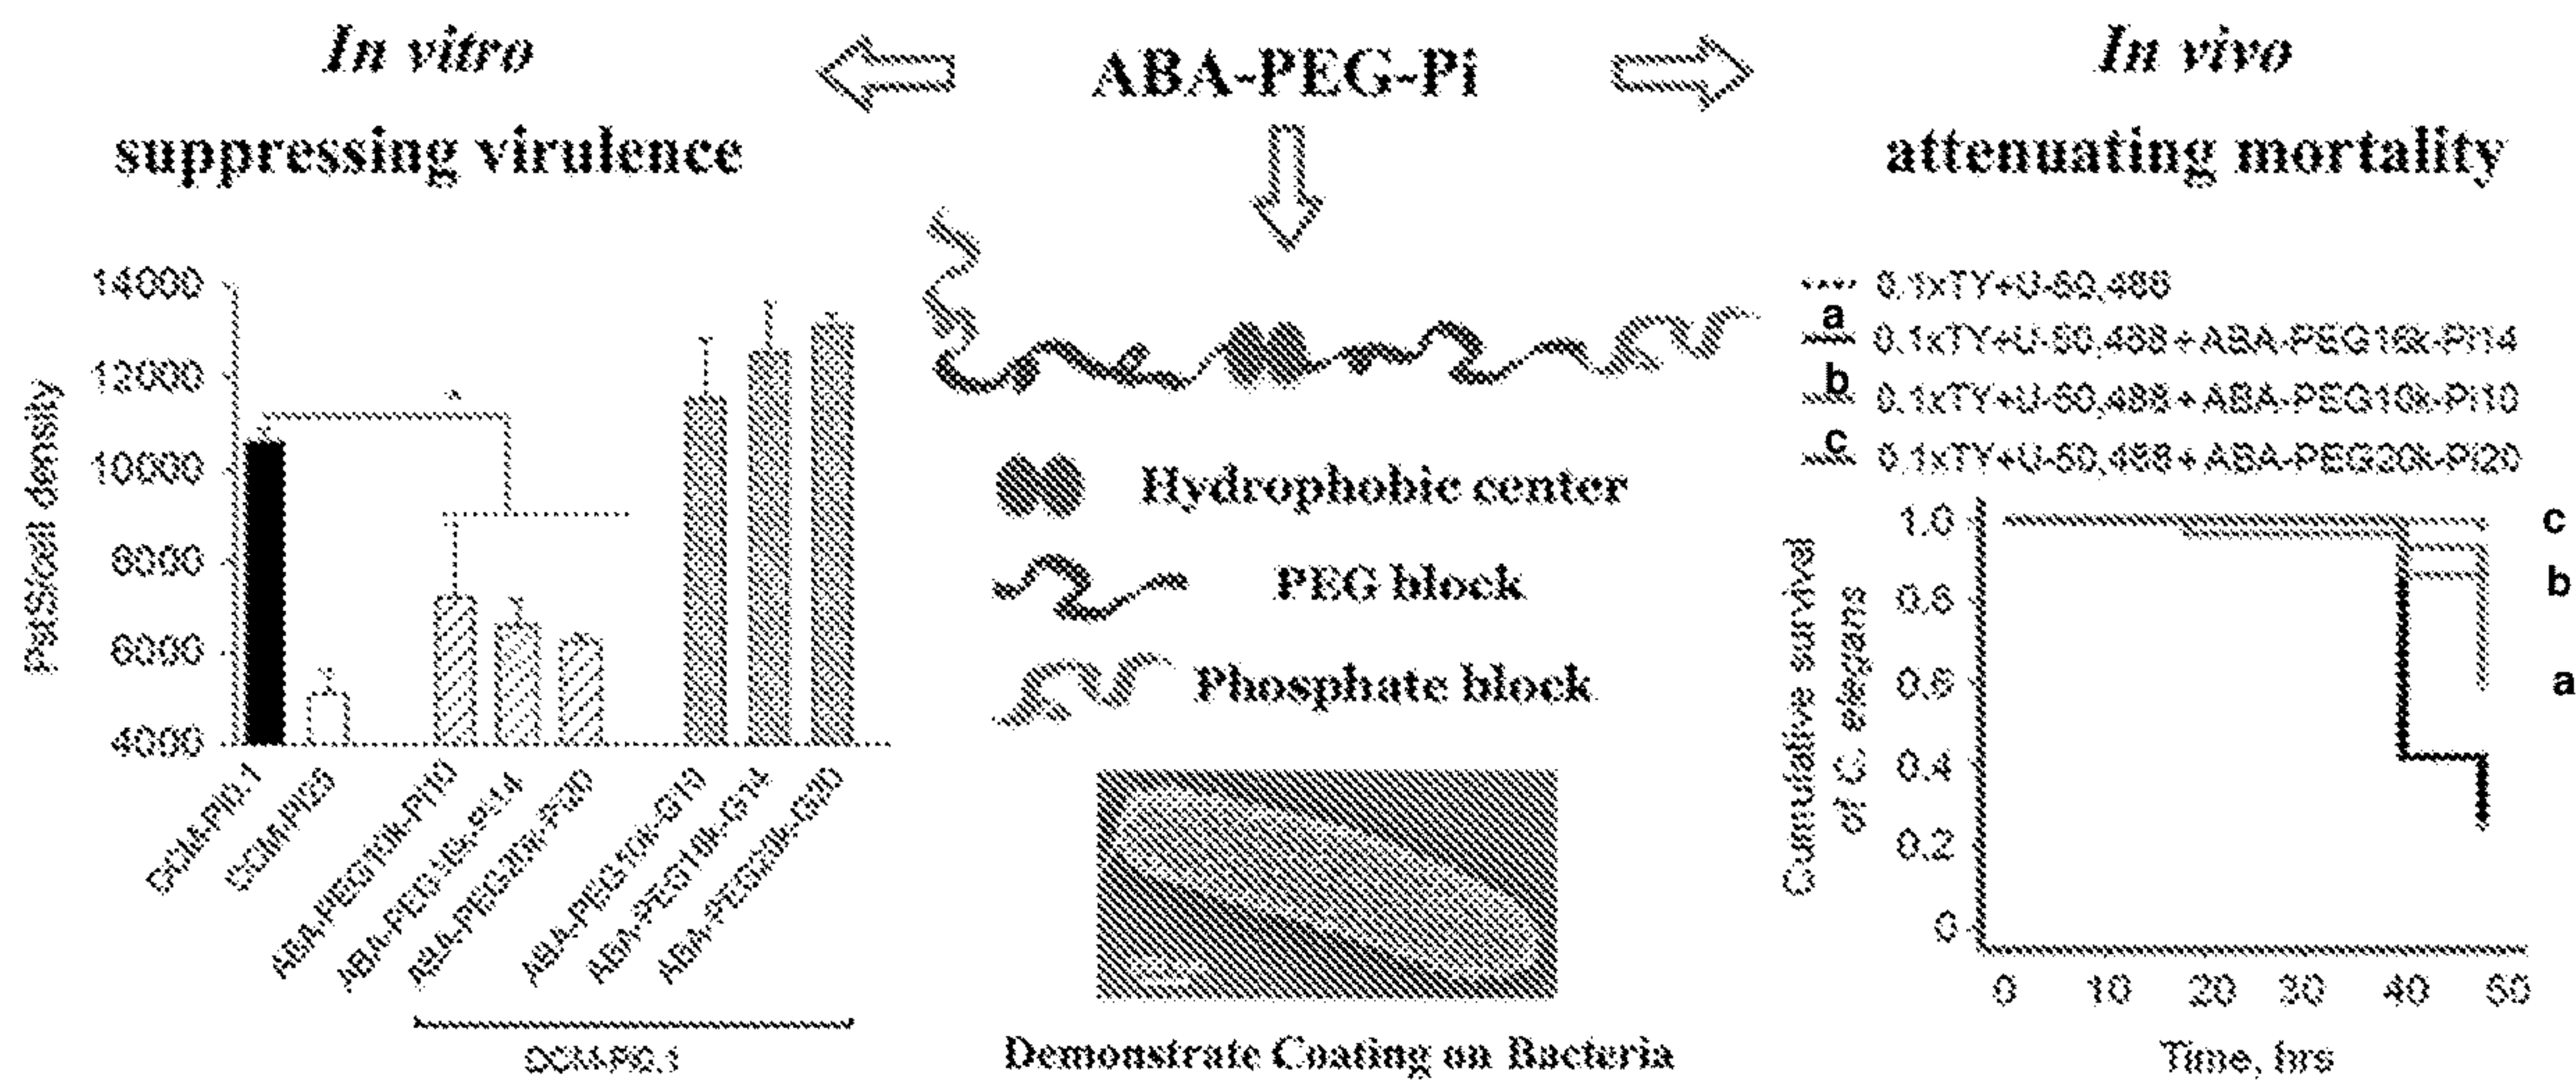 In vitro
suppressing virulence
ABA-PEG-Pi
In vivo
attenuating mortality
14000
12000
10000
8000
6000
4000
PstS/cell density
*
DCM-Pi0.1
DCM-Pi25
ABA-PEG10k-Pi10
ABA-PEG16k-Pi14
ABA-PEG20k-Pi20
ABA-PEG10k-G10
ABA-PEG16k-G14
ABA-PEG20k-G20
DCM-Pi0.1
Hydrophobic center
PEG block
Phosphate block
Demonstrate Coating on Bacteria
0.1xTY+U-50,488
a 0.1xTY+U-50,488+ABA-PEG16k-Pi14
b 0.1xTY+U-50,488+ABA-PEG10k-Pi10
c 0.1xTY+U-50,488+ABA-PEG20k-Pi20
Cumulative survival
of C. elegans
1.0
0.8
0.6
0.4
0.2
0
c
b
a
0 10 20 30 40 50
Time, hrs